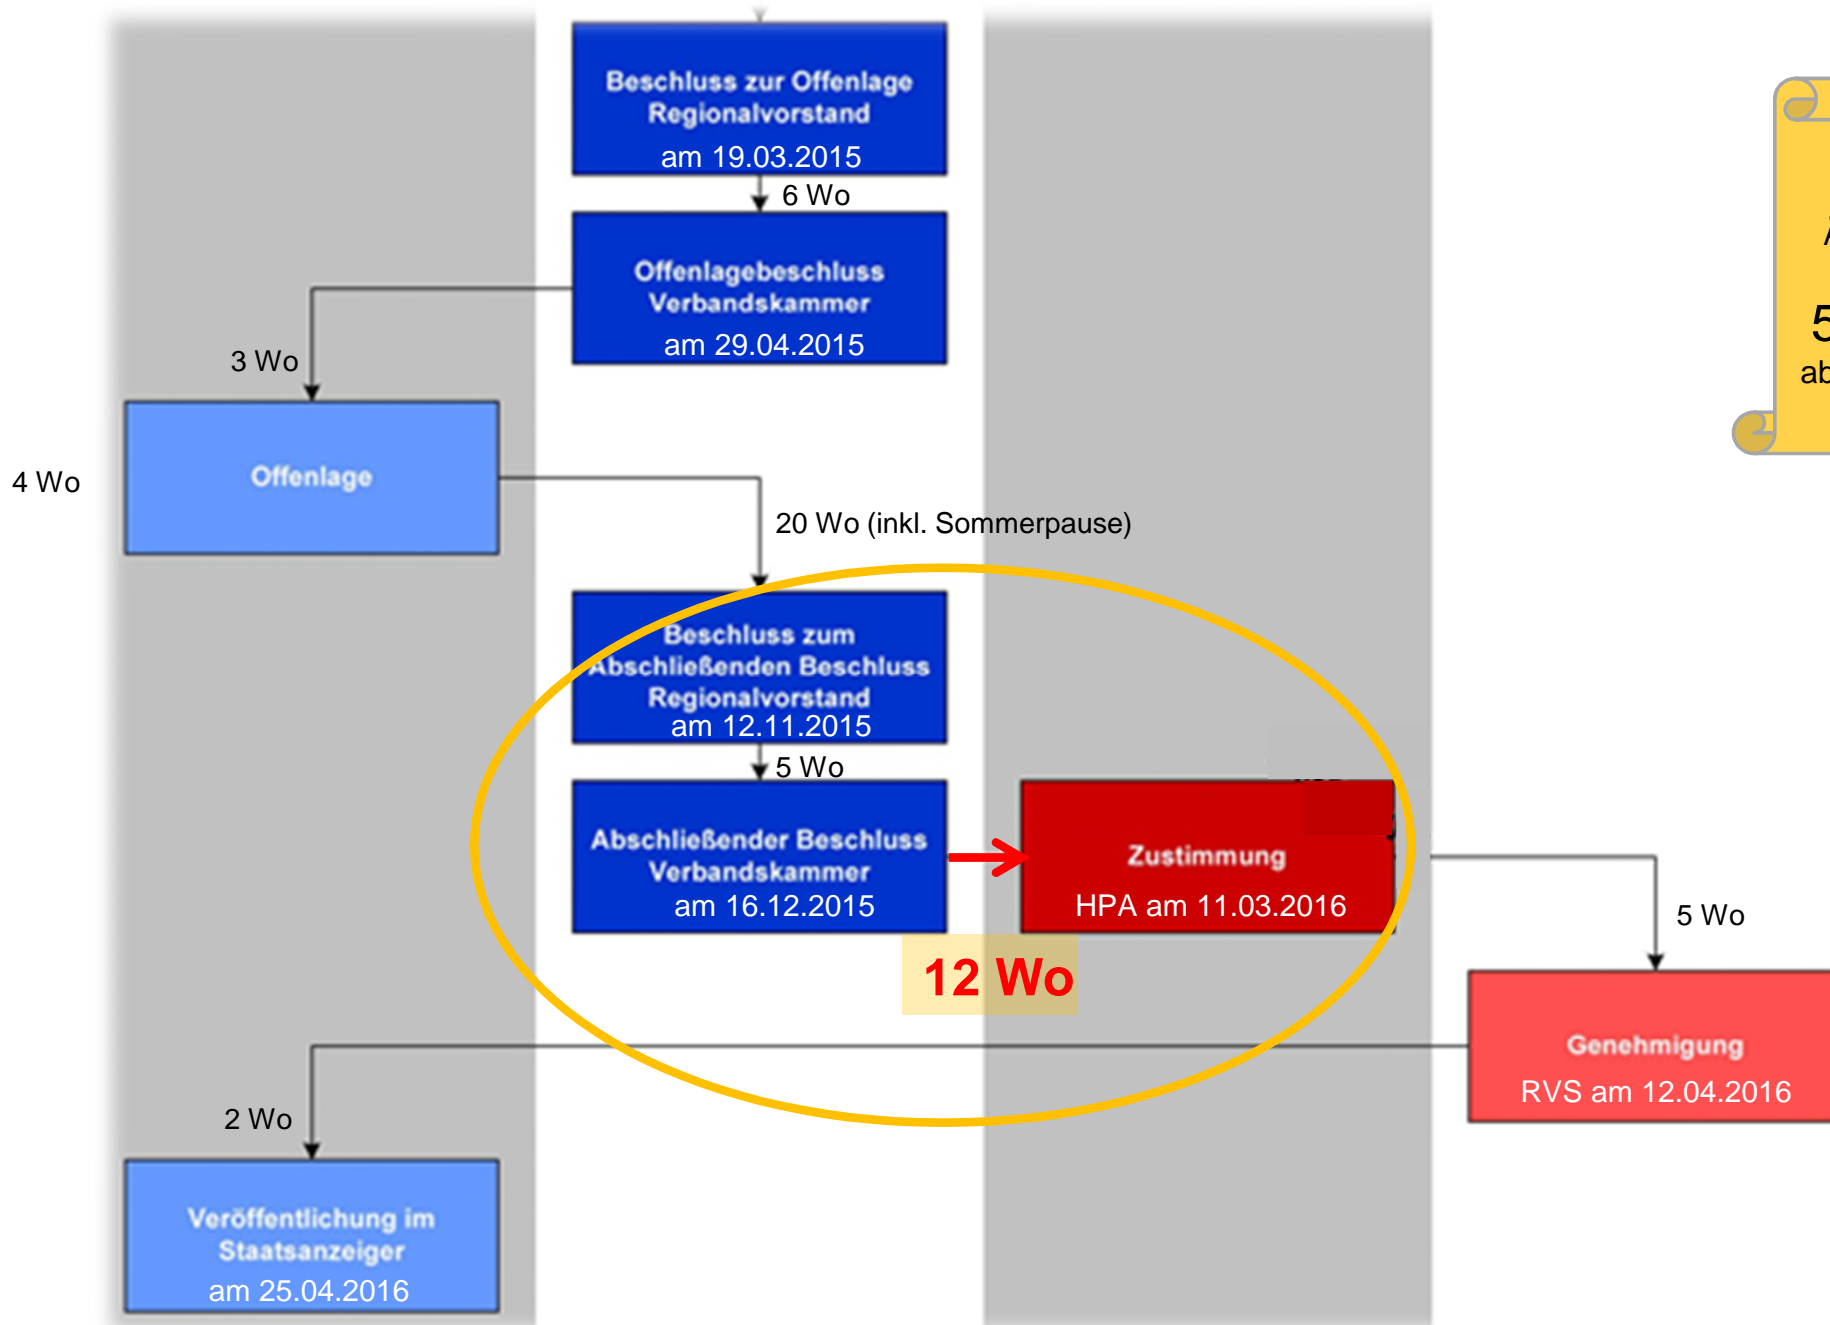 Beschluss zur Offenlage
Regionalvorstand
am 19.03.2015
6 Wo
Offenlagebeschluss
Verbandskammer
am 29.04.2015
3 Wo
5
ab
Offenlage
4 Wo
20 Wo (inkl. Sommerpause)
Beschluss zum
Abschließenden Beschluss
Regionalvorstand
am 12.11.2015
5 Wo
Abschließender Beschluss
Verbandskammer
am 16.12.2015
Zustimmung
HPA am 11.03.2016
12 Wo
5 Wo
Genehmigung
RVS am 12.04.2016
2 Wo
Veröffentlichung im
Staatsanzeiger
am 25.04.2016